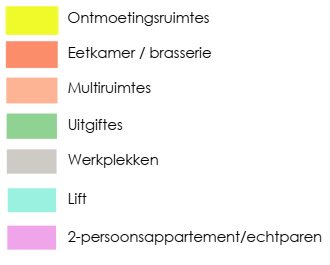 Ontmoetingsruimtes
Eetkamer / brasserie
Multiruimtes
Uitgiftes
Werkplekken
Lift
2-persoonsappartement/echtparen